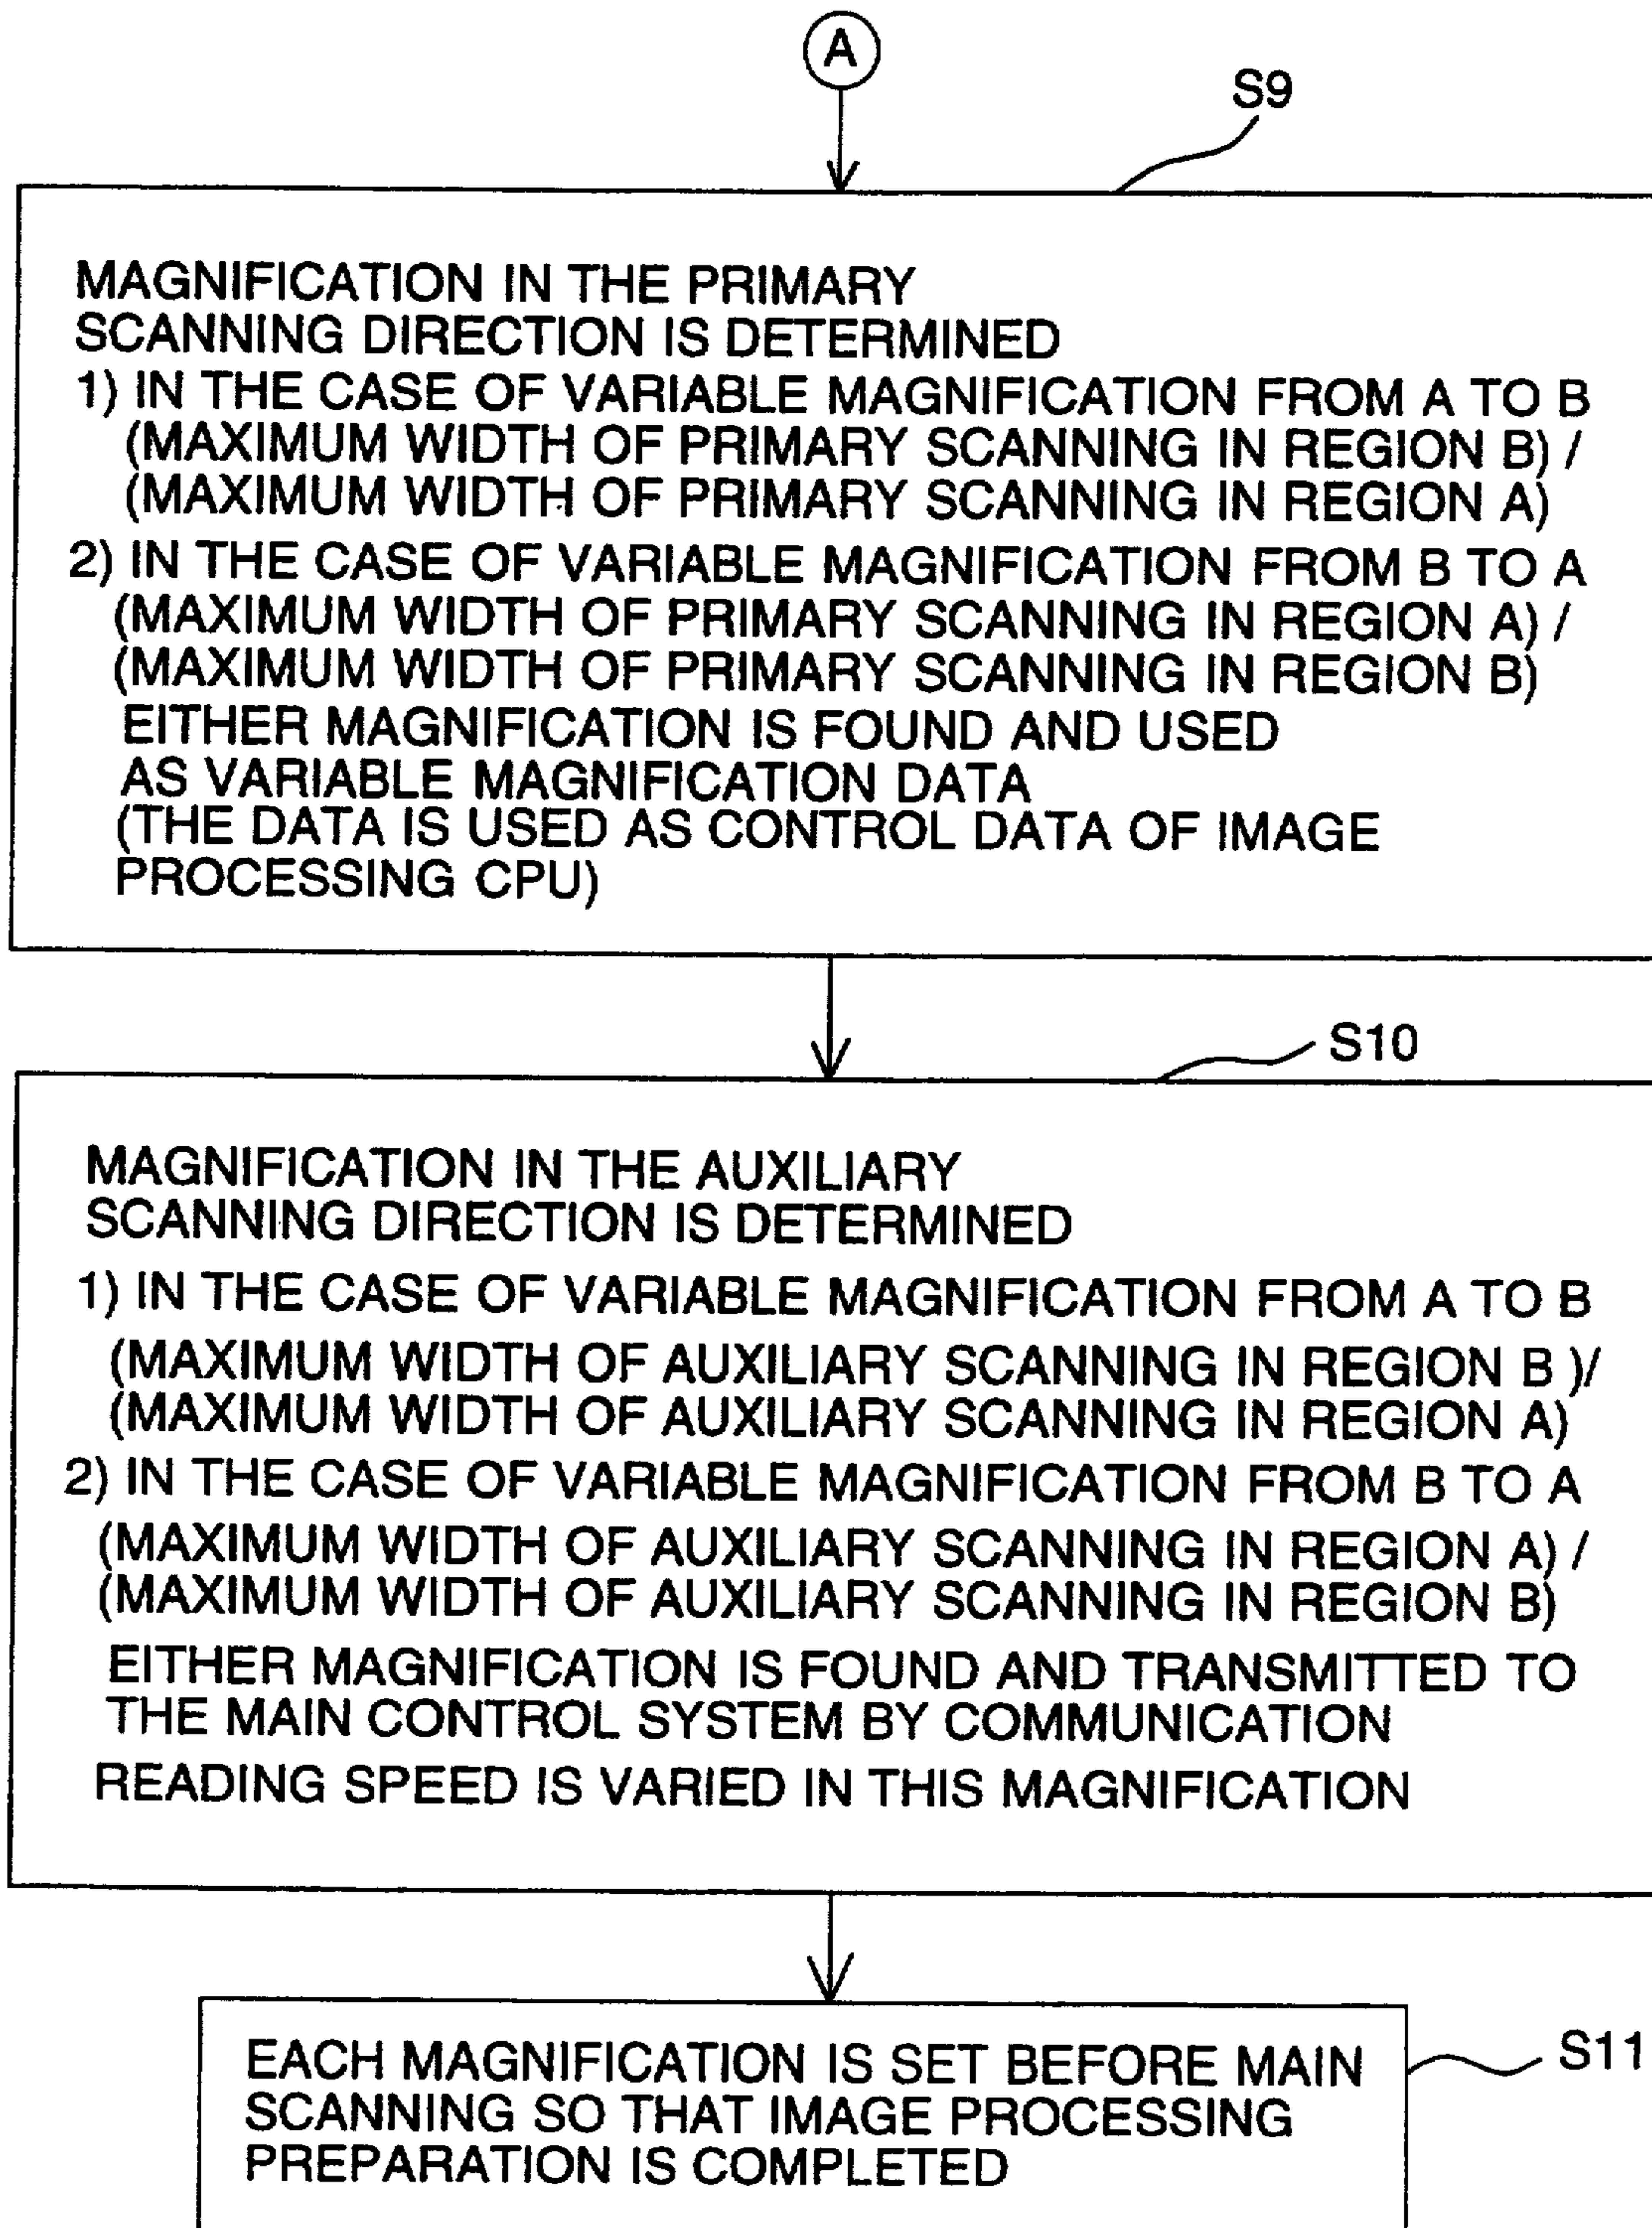 A
S9
MAGNIFICATION IN THE PRIMARY
SCANNING DIRECTION IS DETERMINED
1) IN THE CASE OF VARIABLE MAGNIFICATION FROM A TO B
(MAXIMUM WIDTH OF PRIMARY SCANNING IN REGION B) /
(MAXIMUM WIDTH OF PRIMARY SCANNING IN REGION A)
2) IN THE CASE OF VARIABLE MAGNIFICATION FROM B TO A
(MAXIMUM WIDTH OF PRIMARY SCANNING IN REGION A) /
(MAXIMUM WIDTH OF PRIMARY SCANNING IN REGION B)
EITHER MAGNIFICATION IS FOUND AND USED
AS VARIABLE MAGNIFICATION DATA
(THE DATA IS USED AS CONTROL DATA OF IMAGE
PROCESSING CPU)
S10
MAGNIFICATION IN THE AUXILIARY
SCANNING DIRECTION IS DETERMINED
1) IN THE CASE OF VARIABLE MAGNIFICATION FROM A TO B
(MAXIMUM WIDTH OF AUXILIARY SCANNING IN REGION B )/
(MAXIMUM WIDTH OF AUXILIARY SCANNING IN REGION A)
2) IN THE CASE OF VARIABLE MAGNIFICATION FROM B TO A
(MAXIMUM WIDTH OF AUXILIARY SCANNING IN REGION A) /
(MAXIMUM WIDTH OF AUXILIARY SCANNING IN REGION B)
EITHER MAGNIFICATION IS FOUND AND TRANSMITTED TO
THE MAIN CONTROL SYSTEM BY COMMUNICATION
READING SPEED IS VARIED IN THIS MAGNIFICATION
EACH MAGNIFICATION IS SET BEFORE MAIN
SCANNING SO THAT IMAGE PROCESSING
PREPARATION IS COMPLETED
S11